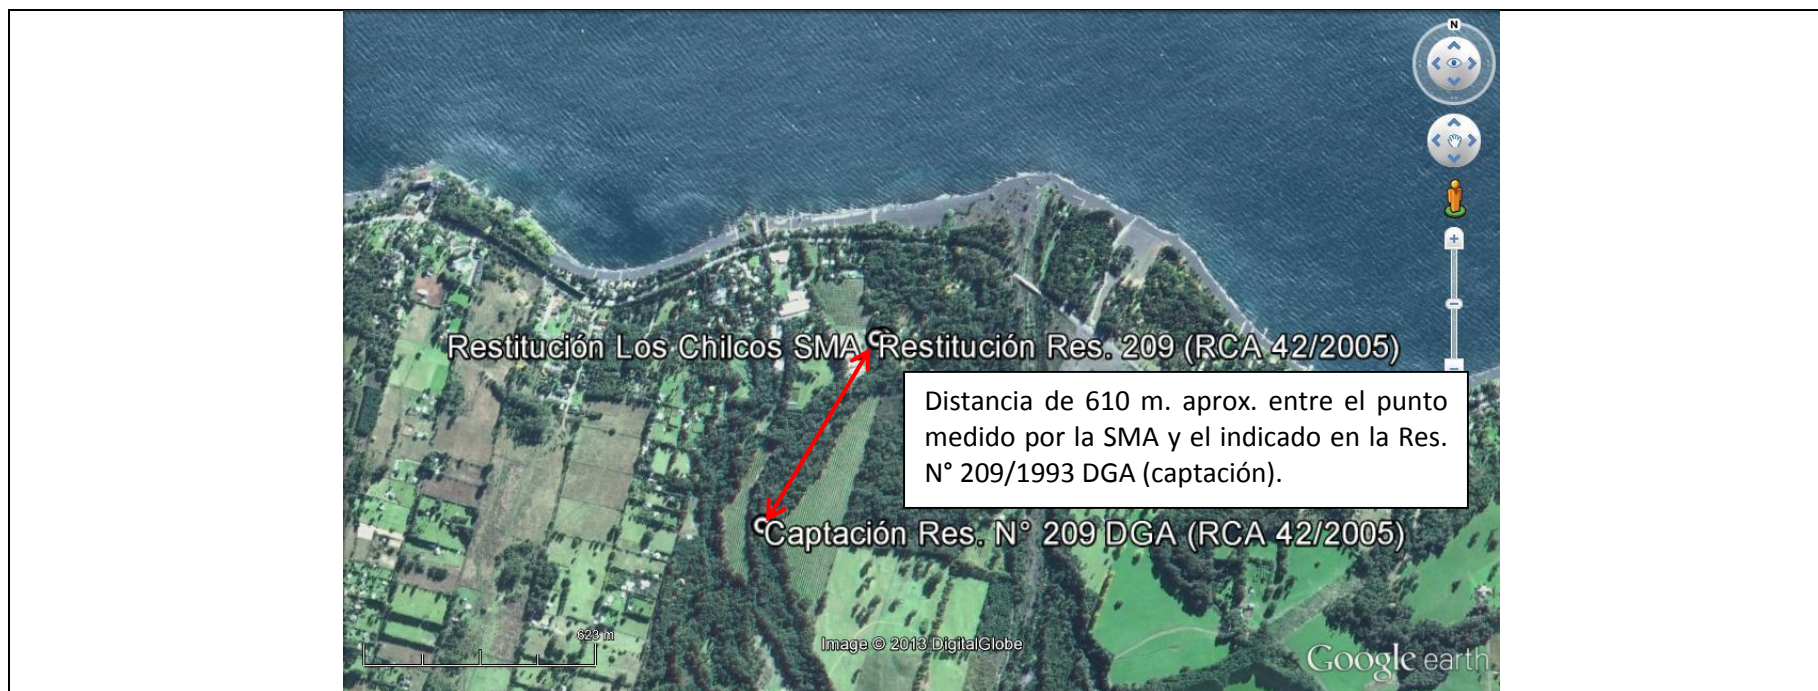 N
Restitución Los Chilcos SMA Restitución Res. 209 (RCA 42/2005)
Distancia de 610 m. aprox. entre el punto
medido por la SMA y el indicado en la Res.
N° 209/1993 DGA (captación).
Captación Res. N° 209 DGA (RCA 42/2005)
623 m
Image © 2013 DigitalGlobe
Google earth